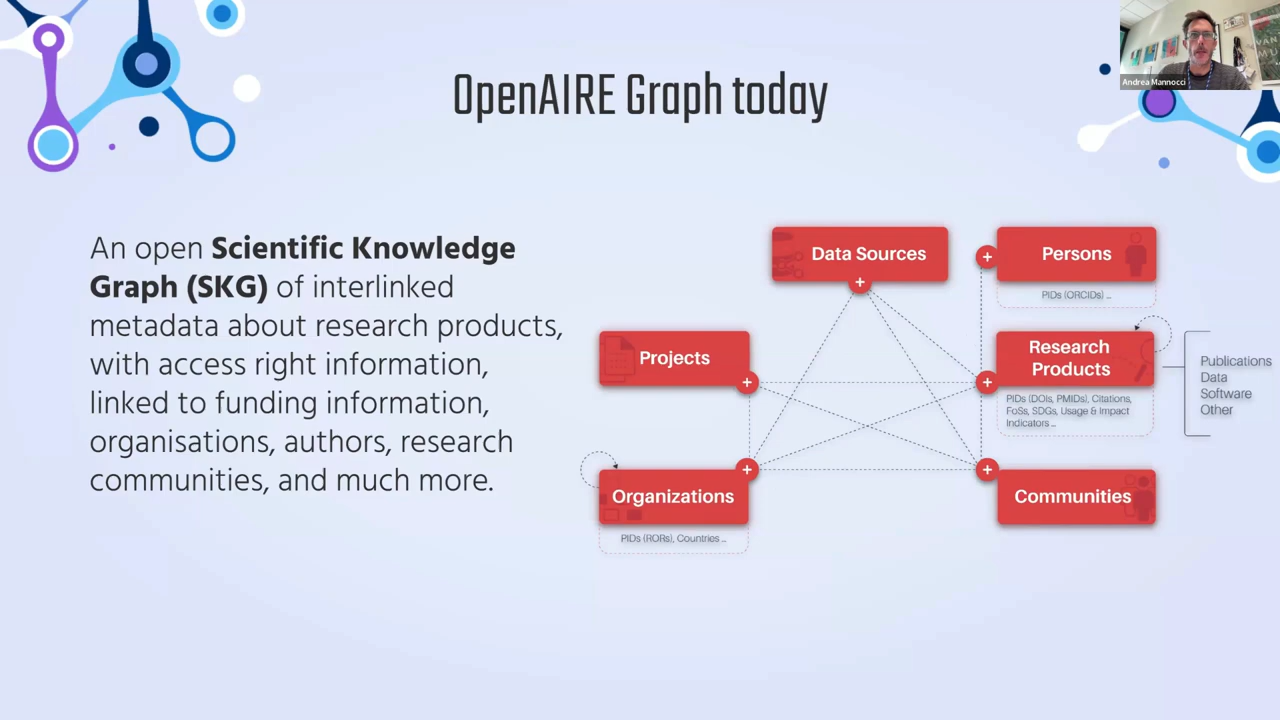 OpenAIRE Graph today
Andrea Mannocci
An open Scientific Knowledge
Graph (SKG) of interlinked
metadata about research products,
with access right information,
linked to funding information,
organisations, authors, research
communities, and much more.
Data Sources
Persons
PIDs (ORCIDs) ...
Projects
Research
Products
PIDs (DOIs, PMIDs), Citations,
FoSs, SDGs, Usage & Impact
Indicators ...
Publications
Data
Software
Other
Organizations
PIDs (RORs), Countries ...
Communities